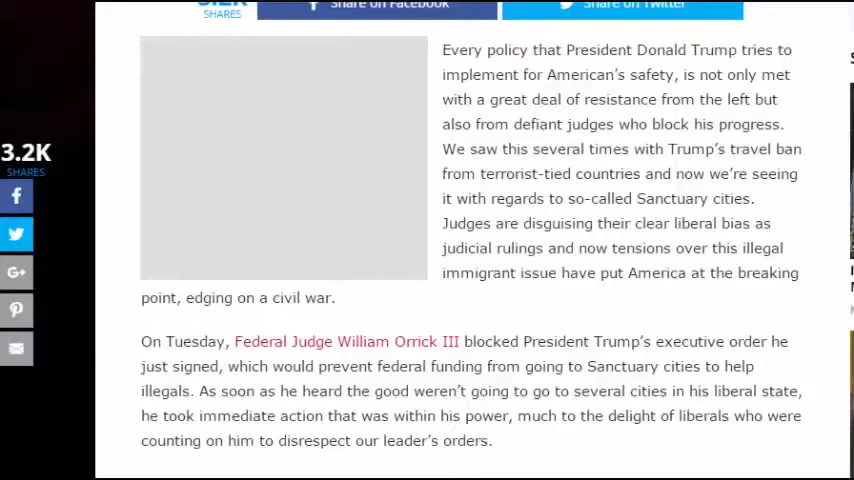 SHARES
Share on Facebook
Share on Twitter
3.2K
SHARES
G+
Every policy that President Donald Trump tries to
implement for American's safety, is not only met
with a great deal of resistance from the left but
also from defiant judges who block his progress.
We saw this several times with Trump's travel ban
from terrorist-tied countries and now we're seeing
it with regards to so-called Sanctuary cities.
Judges are disguising their clear liberal bias as
judicial rulings and now tensions over this illegal
immigrant issue have put America at the breaking
point, edging on a civil war.
On Tuesday, Federal Judge William Orrick III blocked President Trump's executive order he
just signed, which would prevent federal funding from going to Sanctuary cities to help
illegals. As soon as he heard the good weren't going to go to several cities in his liberal state,
he took immediate action that was within his power, much to the delight of liberals who were
counting on him to disrespect our leader's orders.